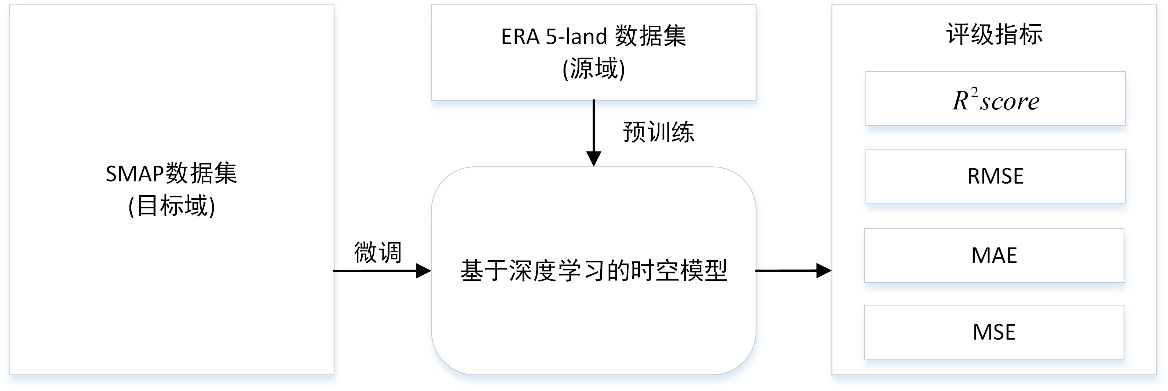 SMAP数据集
(目标域)
微调
ERA 5-land 数据集
(源域)
预训练
基于深度学习的时空模型
评级指标
R²score
RMSE
MAE
MSE